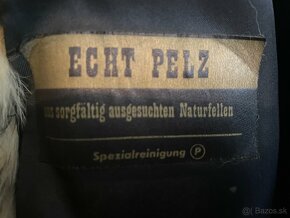 ECHT PELZ
aus sorgfältig ausgesuchten Naturfellen
Spezialreinigung P
Bazos.sk